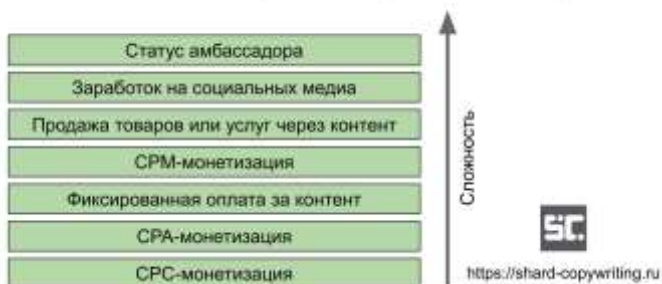 Статус амбассадора
Заработок на социальных медиа
Продажа товаров или услуг через контент
CPM-монетизация
Фиксированная оплата за контент
CPA-монетизация
CPC-монетизация
Сложность
SC.
https://shard-copywriting.ru